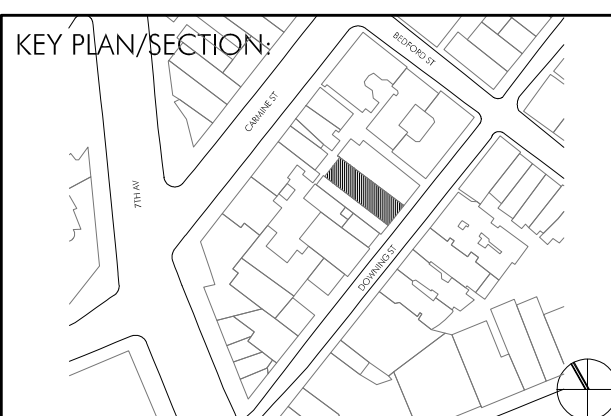 KEY PLAN/SECTION:
BEDFORD ST
CARMINE ST
7TH AV
DOWNING ST